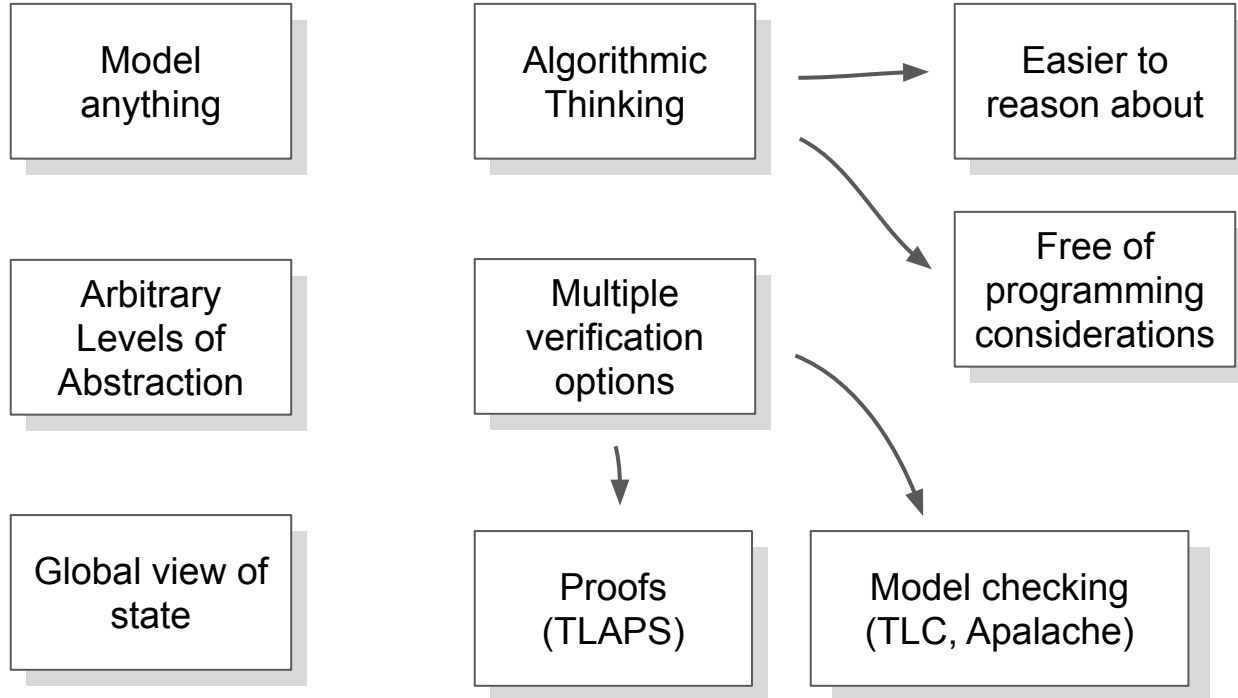 Model
anything
Algorithmic
Thinking
Easier to
reason about
Arbitrary
Levels of
Abstraction
Multiple
verification
options
Free of
programming
considerations
Global view of
state
Proofs
(TLAPS)
Model checking
(TLC, Apalache)